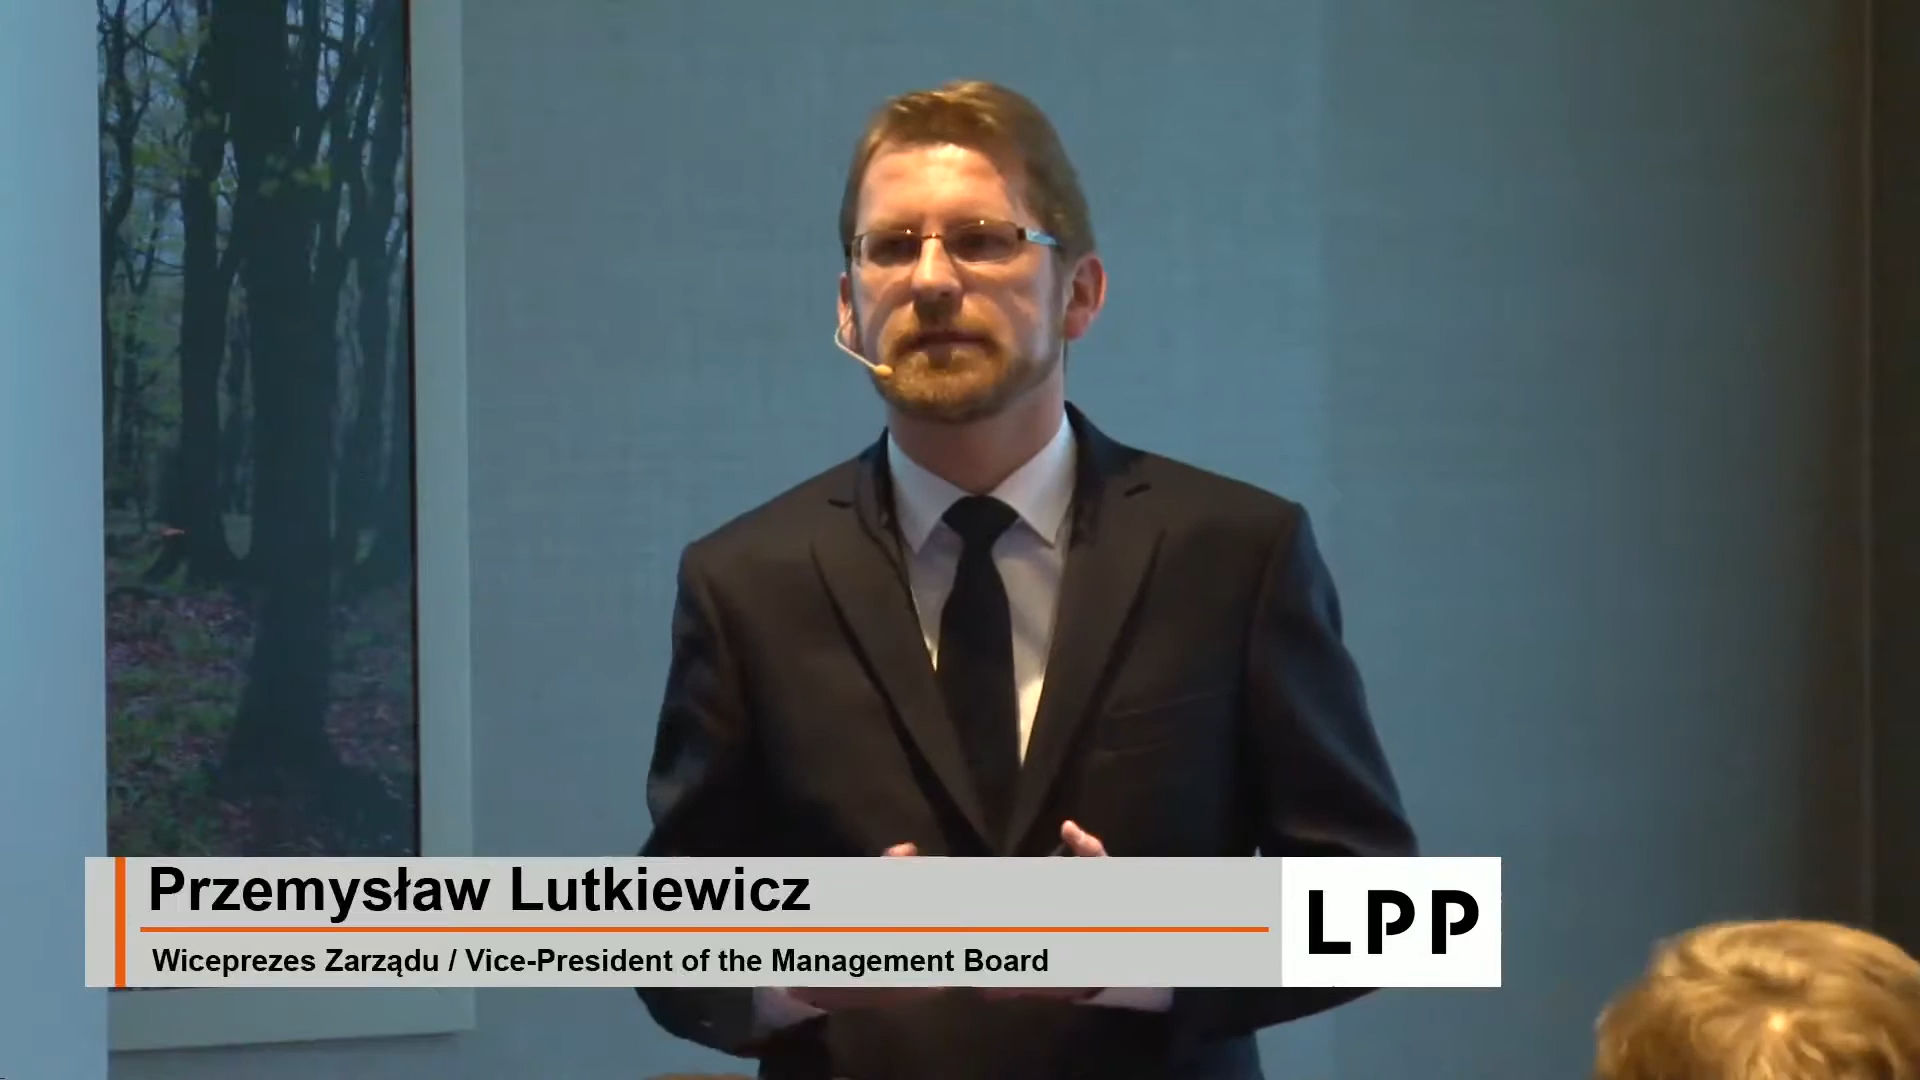 Przemysław Lutkiewicz
Wiceprezes Zarządu / Vice-President of the Management Board
LPP